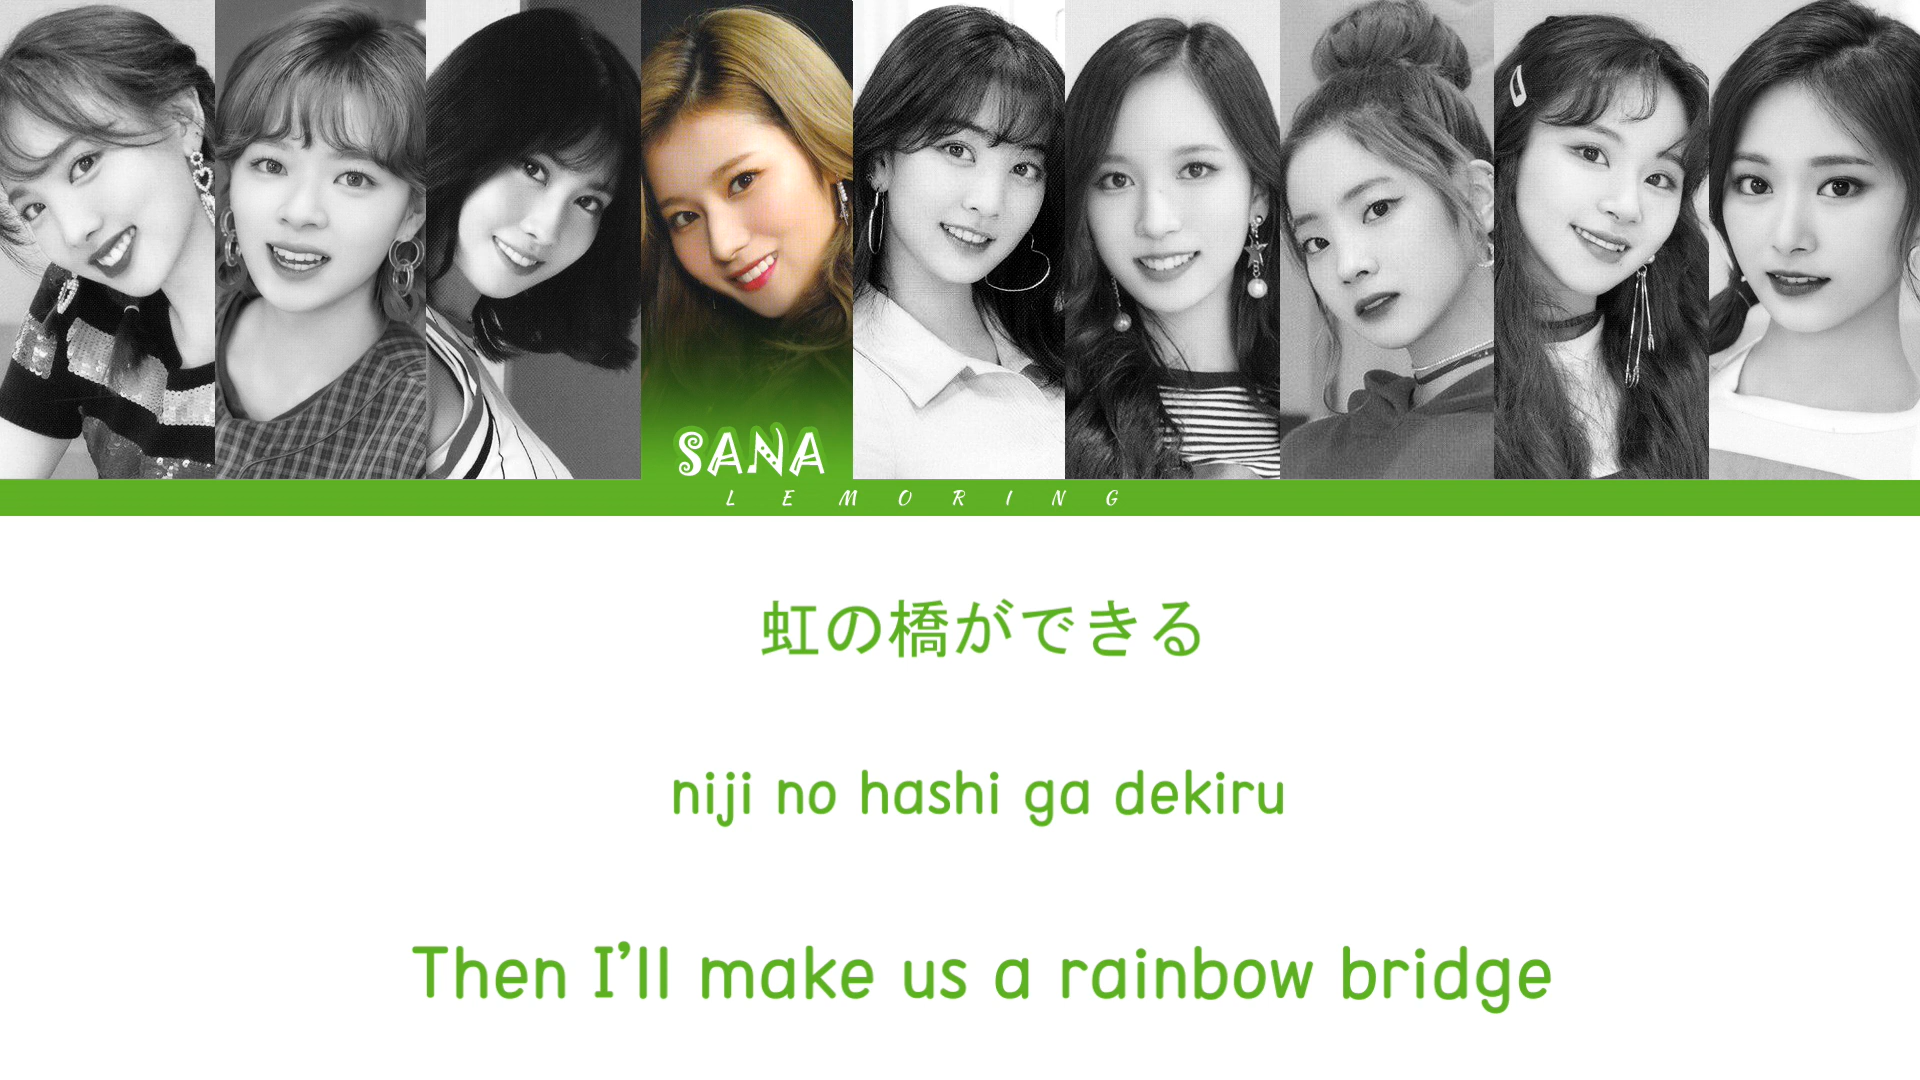 SANA
LEMORING
虹の橋ができる
niji no hashi ga dekiru
Then I’ll make us a rainbow bridge